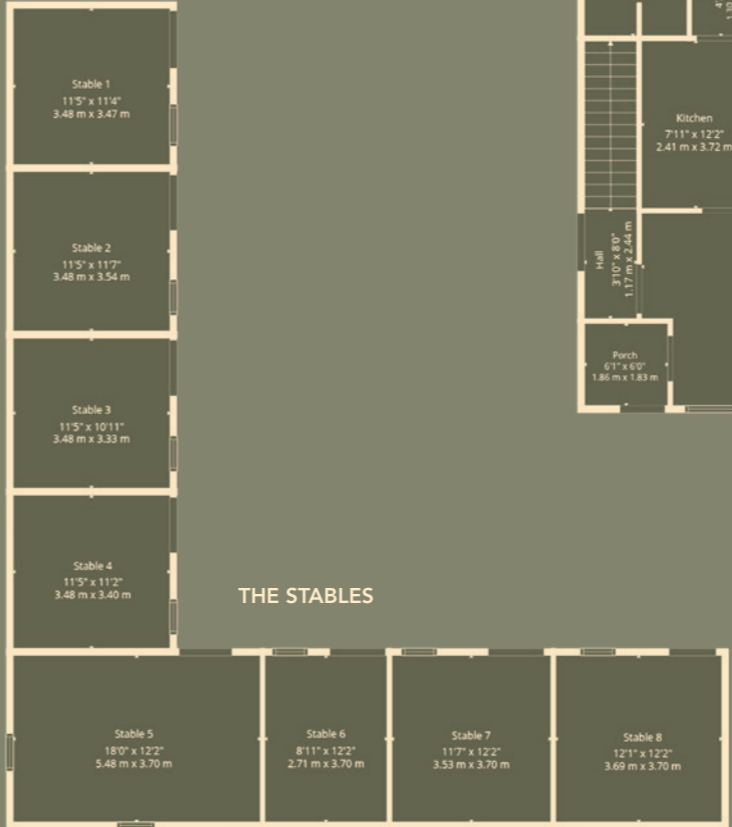 Stable 1
11'5" x 11'4"
3.48 m x 3.47 m
Stable 2
11'5" x 11'7"
3.48 m x 3.54 m
Stable 3
11'5" x 10'11"
3.48 m x 3.33 m
Stable 4
11'5" x 11'2"
3.48 m x 3.40 m
Kitchen
7'11" x 12'2"
2.41 m x 3.72 m
Hall
3'10" x 8'0"
1.17 m x 2.44 m
Porch
6'1" x 6'0"
1.86 m x 1.83 m
THE STABLES
Stable 5
18'0" x 12'2"
5.48 m x 3.70 m
Stable 6
8'11" x 12'2"
2.71 m x 3.70 m
Stable 7
11'7" x 12'2"
3.53 m x 3.70 m
Stable 8
12'1" x 12'2"
3.69 m x 3.70 m